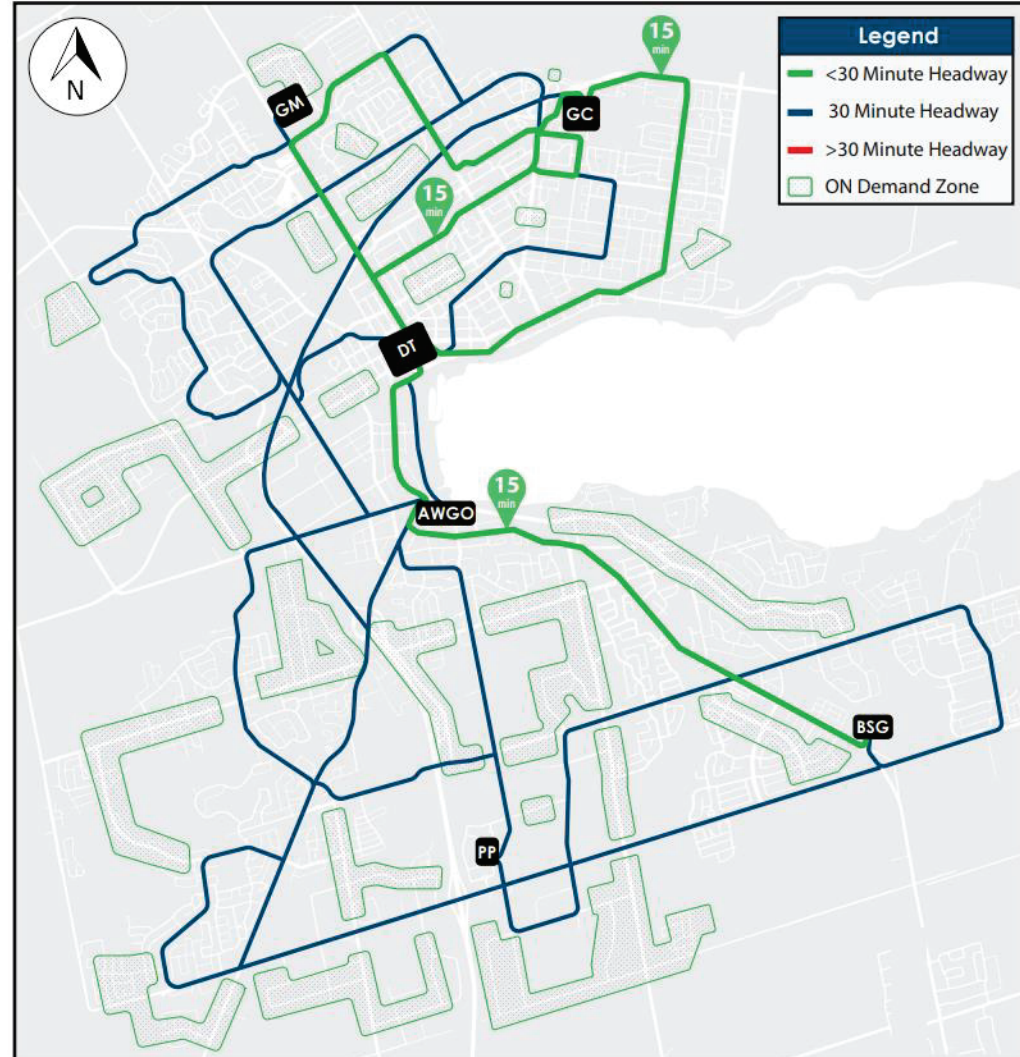 N
Legend
<30 Minute Headway
30 Minute Headway
>30 Minute Headway
ON Demand Zone
15
min
GM
GC
15
min
DT
15
min
AWGO
BSG
PP